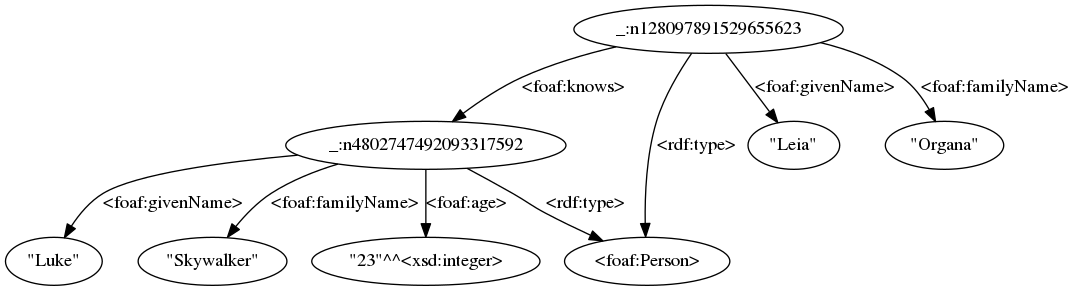 _:n128097891529655623
<foaf:knows>
<foaf:givenName>
<foaf:familyName>
_:n4802747492093317592
<rdf:type>
"Leia"
"Organa"
<foaf:givenName>
<foaf:familyName>
<foaf:age>
<rdf:type>
"Luke"
"Skywalker"
"23"^^<xsd:integer>
<foaf:Person>